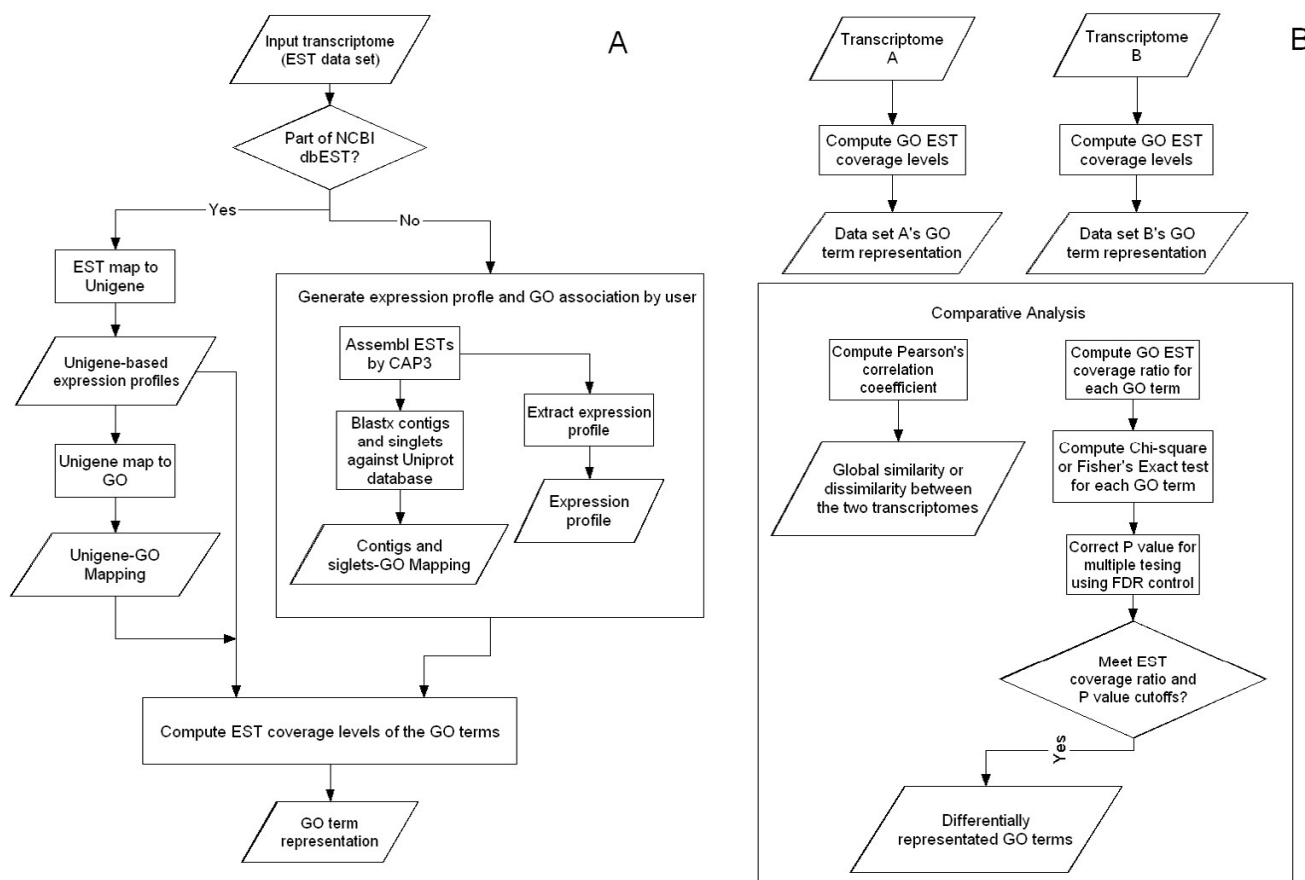 A
Input transcriptome
(EST data set)
Part of NCBI
dbEST?
Yes
No
EST map to
Unigene
Unigene-based
expression profiles
Unigene map to
GO
Unigene-GO
Mapping
Generate expression profle and GO association by user
Assembl ESTs
by CAP3
Blastx contigs
and singlets
against Uniprot
database
Contigs and
siglets-GO Mapping
Extract expression
profile
Expression
profile
Compute EST coverage levels of the GO terms
GO term
representation
B
Transcriptome
A
Transcriptome
B
Compute GO EST
coverage levels
Compute GO EST
coverage levels
Data set A's GO
term representation
Data set B's GO
term representation
Comparative Analysis
Compute Pearson's
correlation
coeefficient
Global similarity or
dissimilarity between
the two transcriptomes
Compute GO EST
coverage ratio for
each GO term
Compute Chi-square
or Fisher's Exact test
for each GO term
Correct P value for
multiple tesing
using FDR control
Meet EST
coverage ratio and
P value cutoffs?
Yes
Differentially
representated GO terms